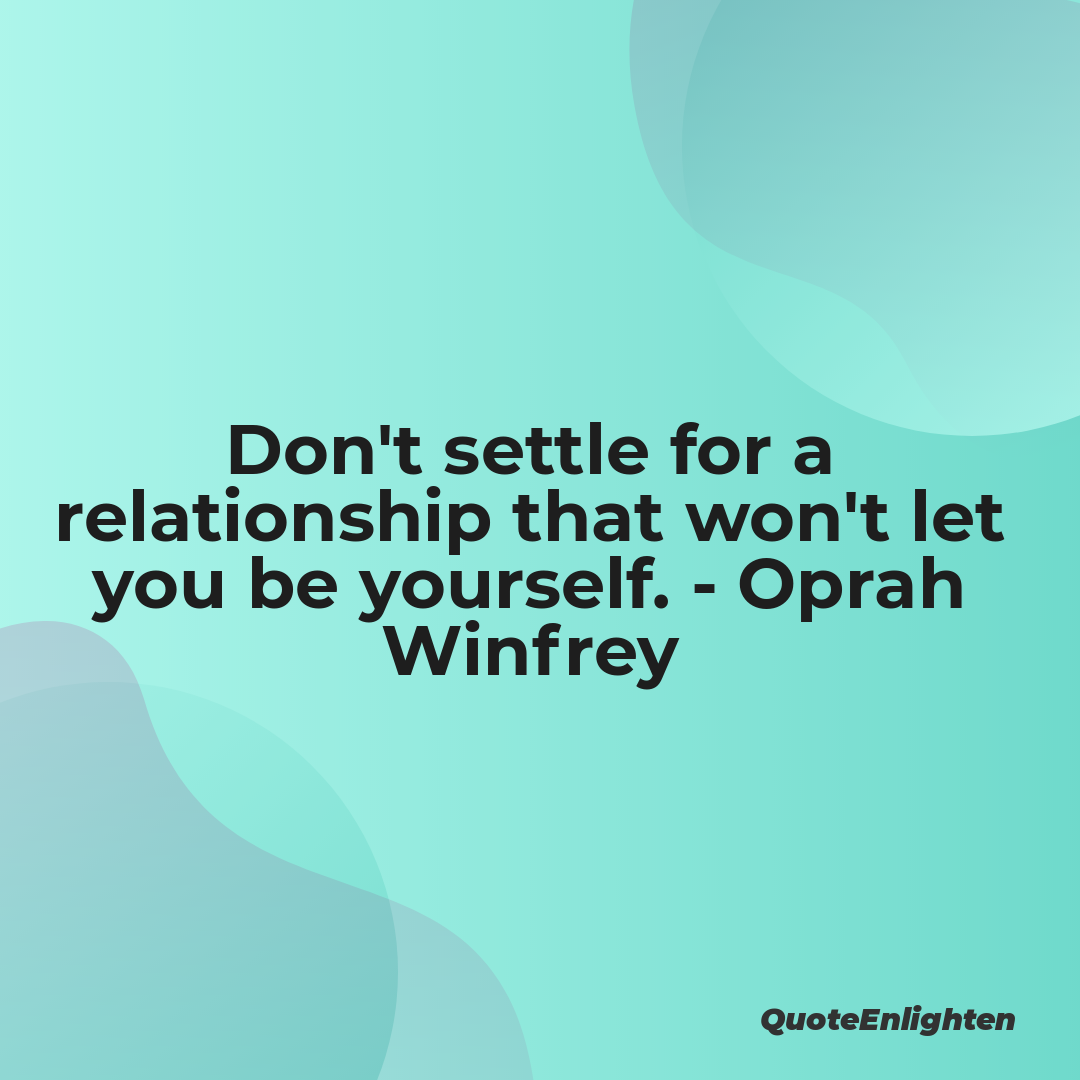 Don't settle for a
relationship that won't let
you be yourself. - Oprah
Winfrey
QuoteEnlighten